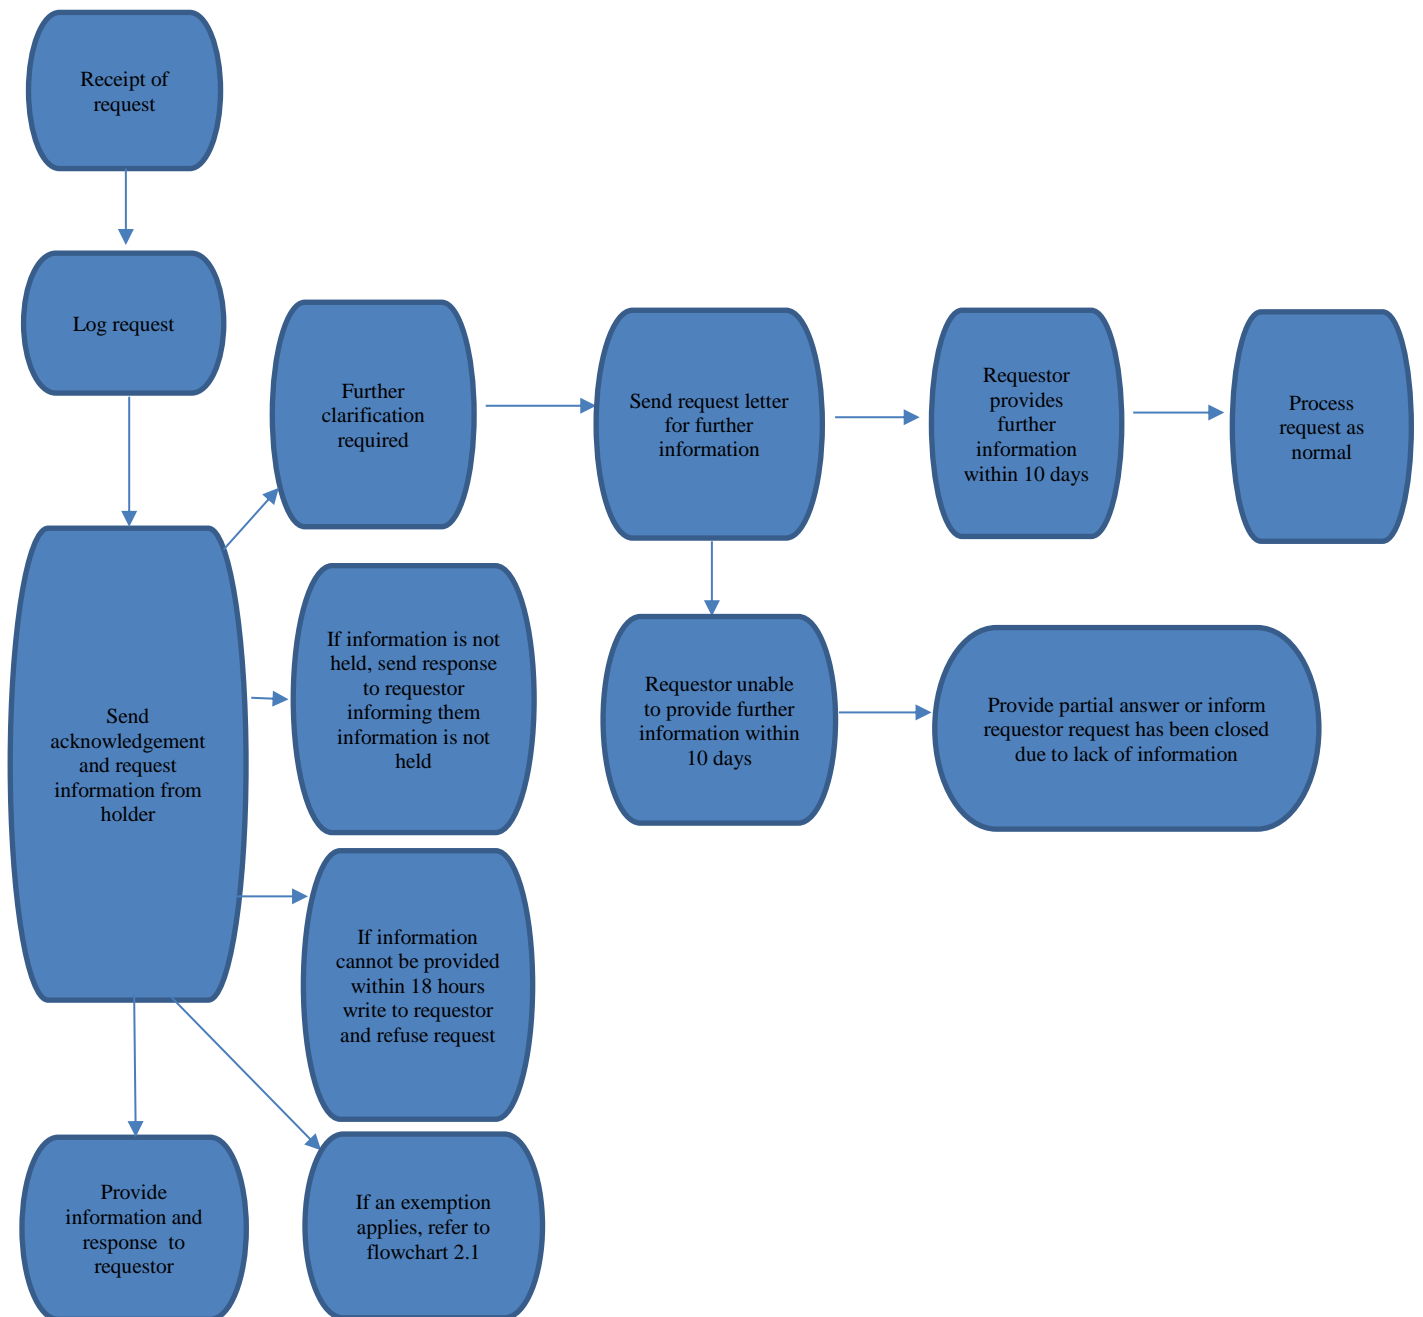 Receipt of
request
Log request
Further
clarification
required
Send request letter
for further
information
Requestor
provides
further
information
within 10 days
Process
request as
normal
Send
acknowledgement
and request
information from
holder
If information is not
held, send response
to requestor
informing them
information is not
held
Requestor unable
to provide further
information within
10 days
Provide partial answer or inform
requestor request has been closed
due to lack of information
If information
cannot be provided
within 18 hours
write to requestor
and refuse request
Provide
information and
response to
requestor
If an exemption
applies, refer to
flowchart 2.1